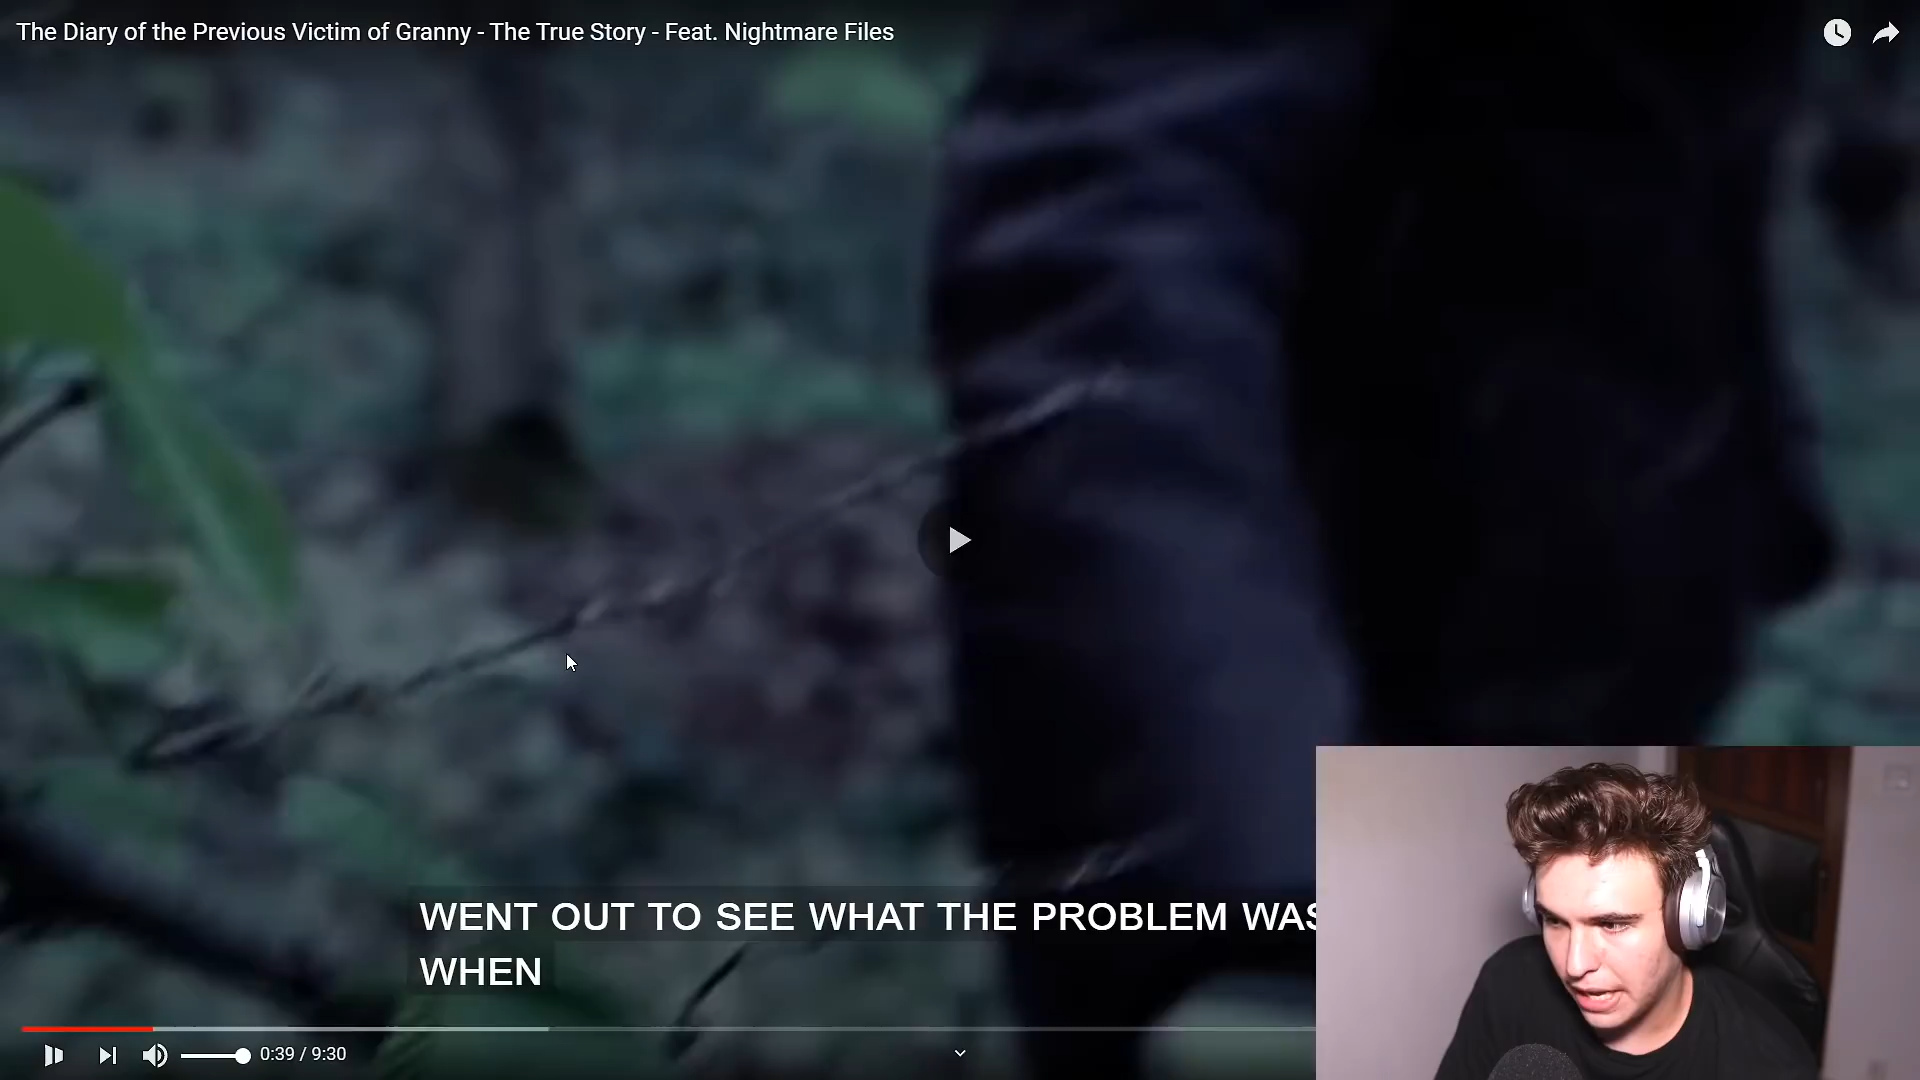 The Diary of the Previous Victim of Granny - The True Story - Feat. Nightmare Files
WENT OUT TO SEE WHAT THE PROBLEM WAS
WHEN
0:39 / 9:30